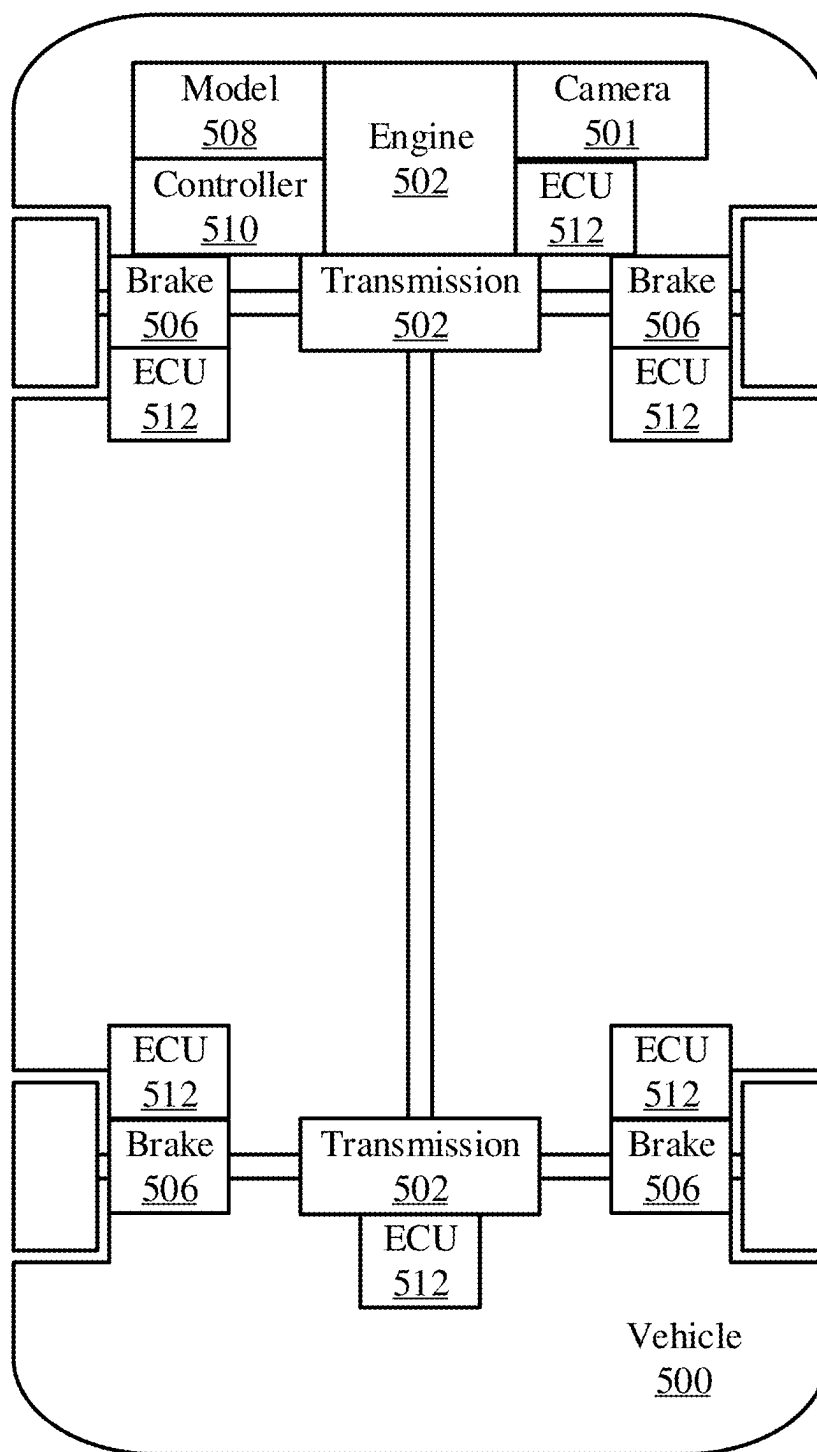 Model
508
Engine
502
Camera
501
Controller
510
ECU
512
Brake
506
Transmission
502
Brake
506
ECU
512
ECU
512
ECU
512
ECU
512
Brake
506
Transmission
502
Brake
506
ECU
512
Vehicle
500